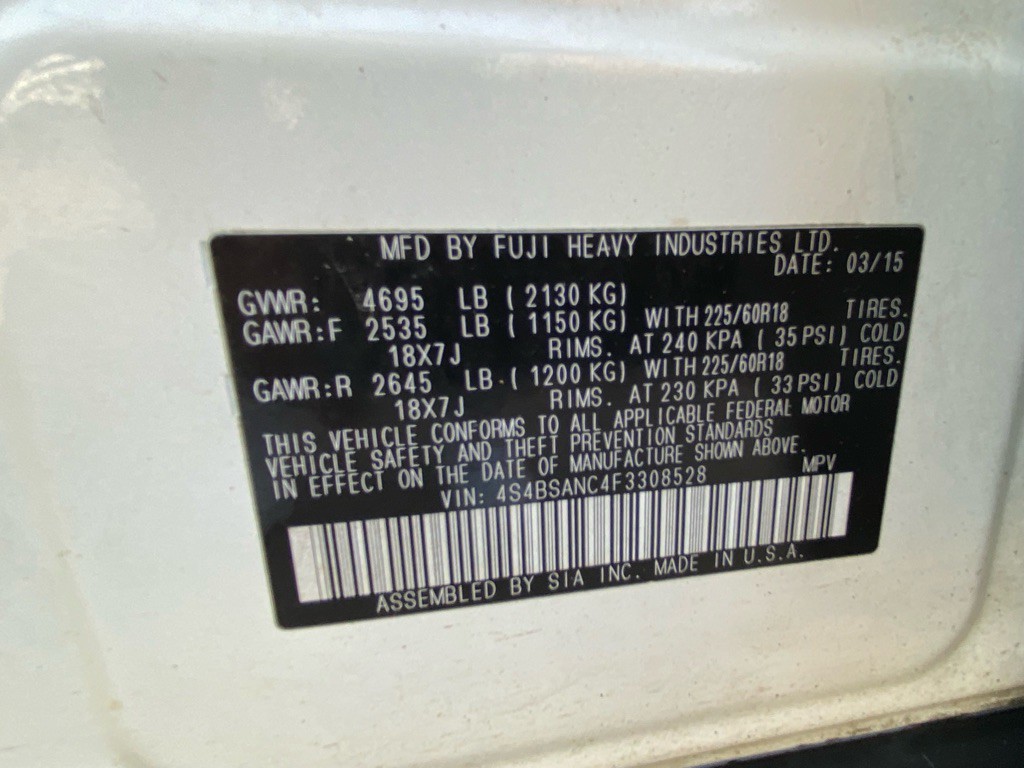 MFD BY FUJI HEAVY INDUSTRIES LTD.
DATE: 03/15
GVWR: 4695 LB ( 2130 KG)
GAWR:F 2535 LB ( 1150 KG) WITH 225/60R18 TIRES.
18X7J RIMS. AT 240 KPA ( 35 PSI) COLD
GAWR:R 2645 LB.( 1200 KG) WITH 225/60R18 TIRES.
18X7J RIMS. AT 230 KPA ( 33 PSI) COLD
THIS VEHICLE CONFORMS TO ALL APPLICABLE FEDERAL MOTOR
VEHICLE SAFETY AND THEFT PREVENTION STANDARDS
IN EFFECT ON THE DATE OF MANUFACTURE SHOWN ABOVE.
VIN: 4S4BSANC4F3308528 MPV
ASSEMBLED BY SIA INC. MADE IN U.S.A.